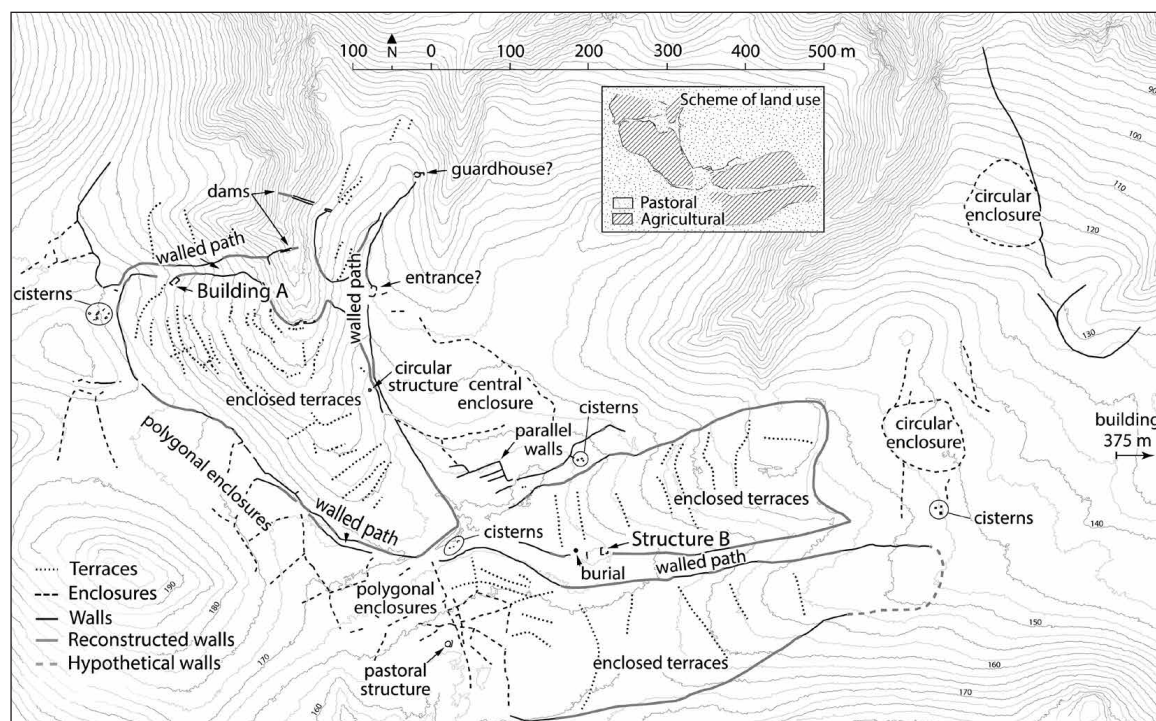 N
100 0 100 200 300 400 500 m
Scheme of land use
Pastoral
Agricultural
guardhouse?
dams
walled path
Building A
cisterns
walled path
entrance?
circular
structure
enclosed terraces
central
enclosure
cisterns
parallel
walls
polygonal enclosures
walled path
cisterns
enclosed terraces
Structure B
burial
walled path
polygonal
enclosures
pastoral
structure
enclosed terraces
circular
enclosure
circular
enclosure
cisterns
building
375 m
90
100
110
120
130
140
150
160
170
190
180
170
160
Terraces
Enclosures
Walls
Reconstructed walls
Hypothetical walls